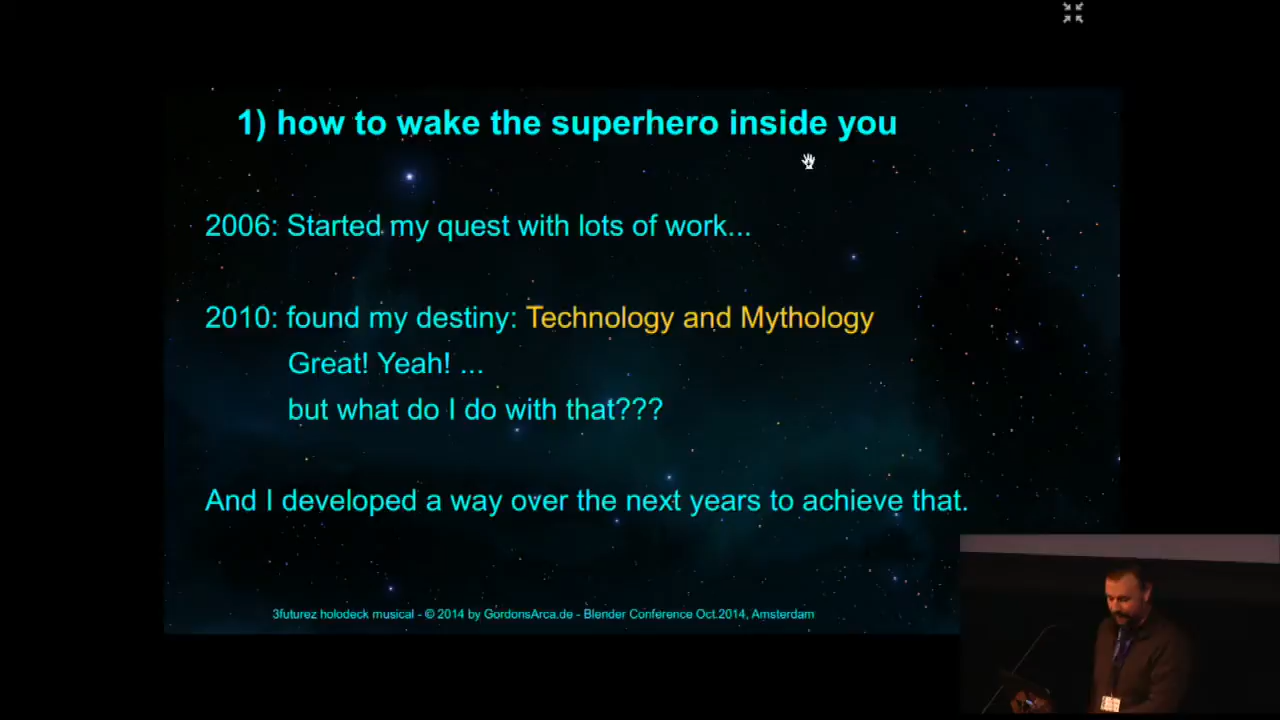 1) how to wake the superhero inside you
2006: Started my quest with lots of work...
2010: found my destiny: Technology and Mythology
Great! Yeah! ...
but what do I do with that???
And I developed a way over the next years to achieve that.
3futurez holodeck musical - © 2014 by GordonsArca.de - Blender Conference Oct.2014, Amsterdam